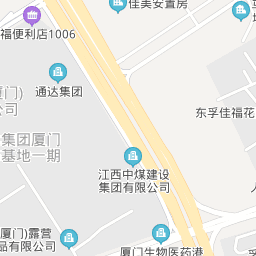 佳美安置房
福便利店1006
通达集团
厦门)
公司
东孚佳福花
集团厦门
基地一期
江西中煤建设
集团有限公司
厦门)露营
品有限公司
厦门生物医药港